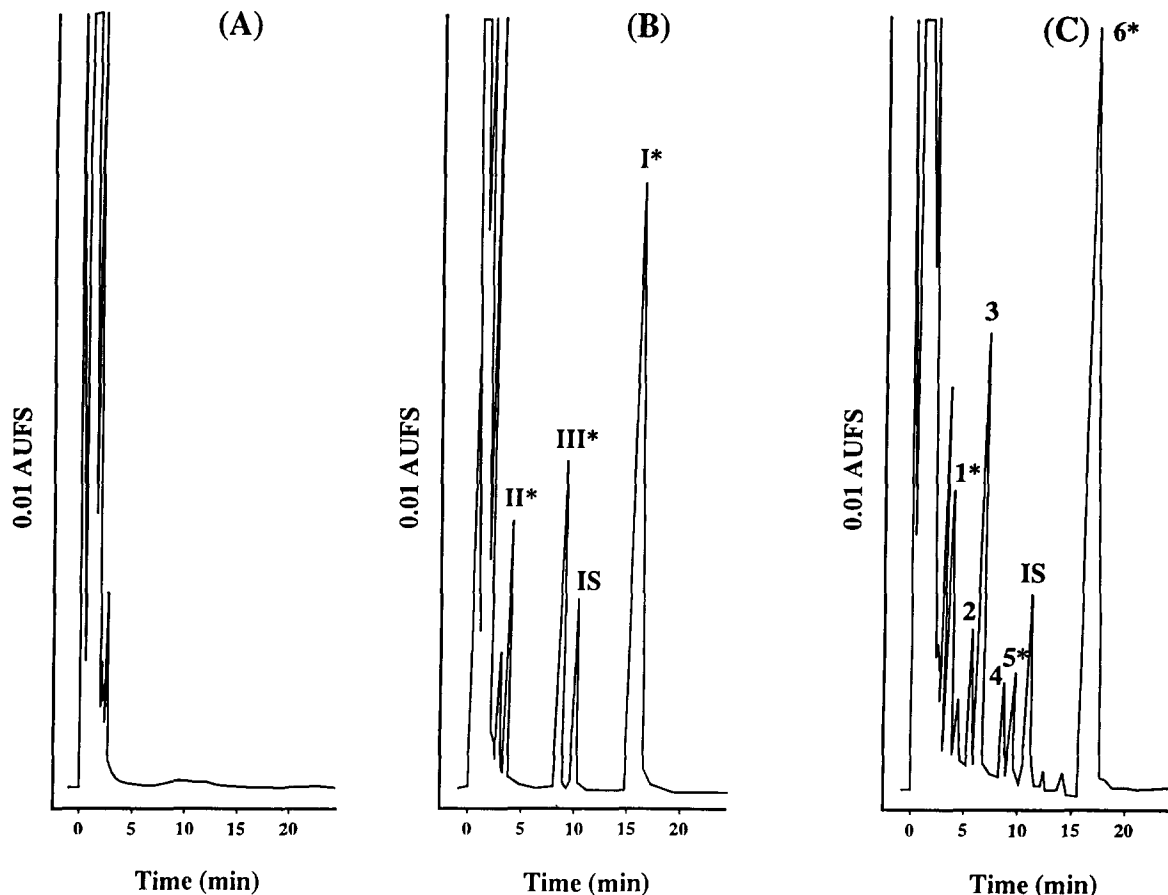 (A)
0.01 AUFS
0 5 10 15 20
Time (min)
(B)
I*
III*
II*
IS
0.01 AUFS
0 5 10 15 20
Time (min)
(C)
6*
3
1*
IS
2
5*
4
0.01 AUFS
0 5 10 15 20
Time (min)